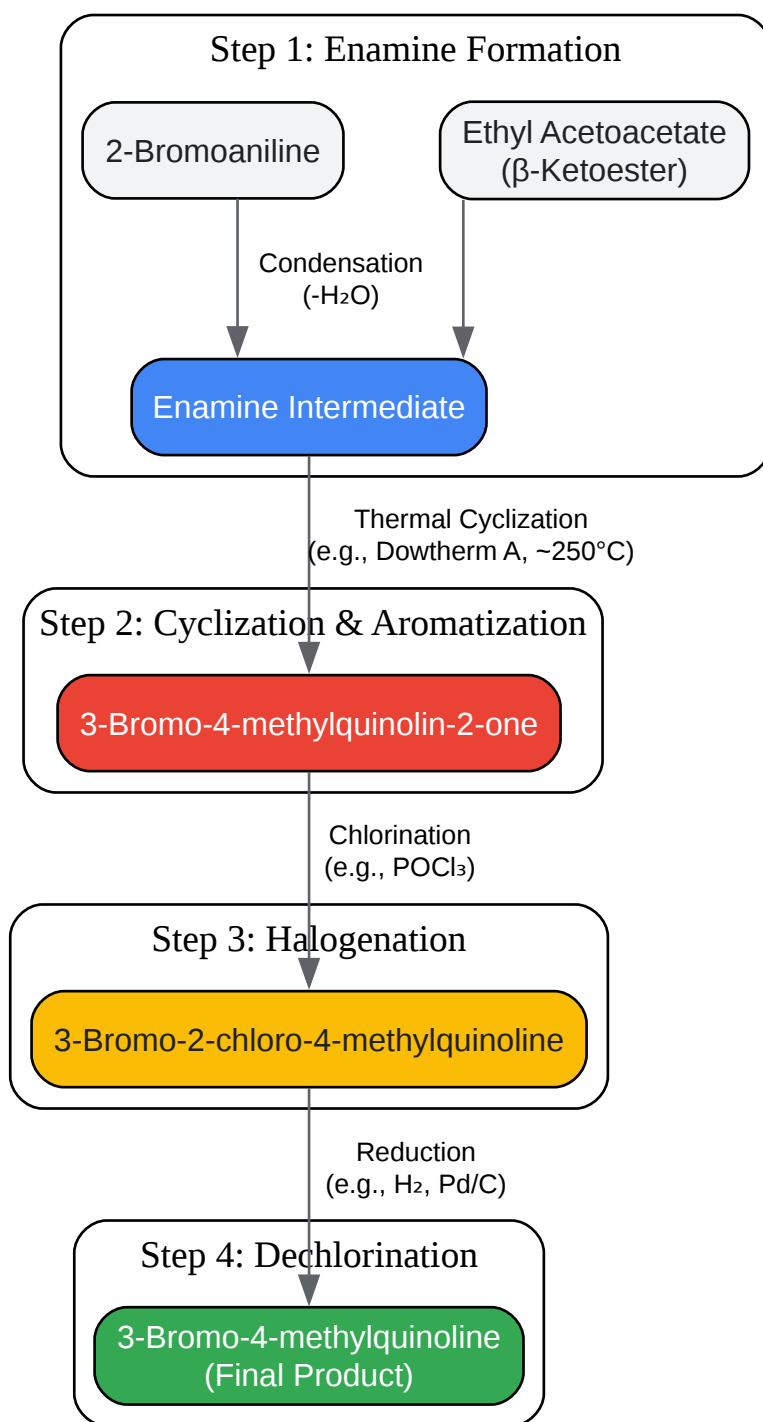 Step 1: Enamine Formation
2-Bromoaniline
Ethyl Acetoacetate
(β-Ketoester)
Condensation
(-H₂O)
Enamine Intermediate
Thermal Cyclization
(e.g., Dowtherm A, ~250°C)
Step 2: Cyclization & Aromatization
3-Bromo-4-methylquinolin-2-one
Chlorination
(e.g., POCl₃)
Step 3: Halogenation
3-Bromo-2-chloro-4-methylquinoline
Reduction
(e.g., H₂, Pd/C)
Step 4: Dechlorination
3-Bromo-4-methylquinoline
(Final Product)